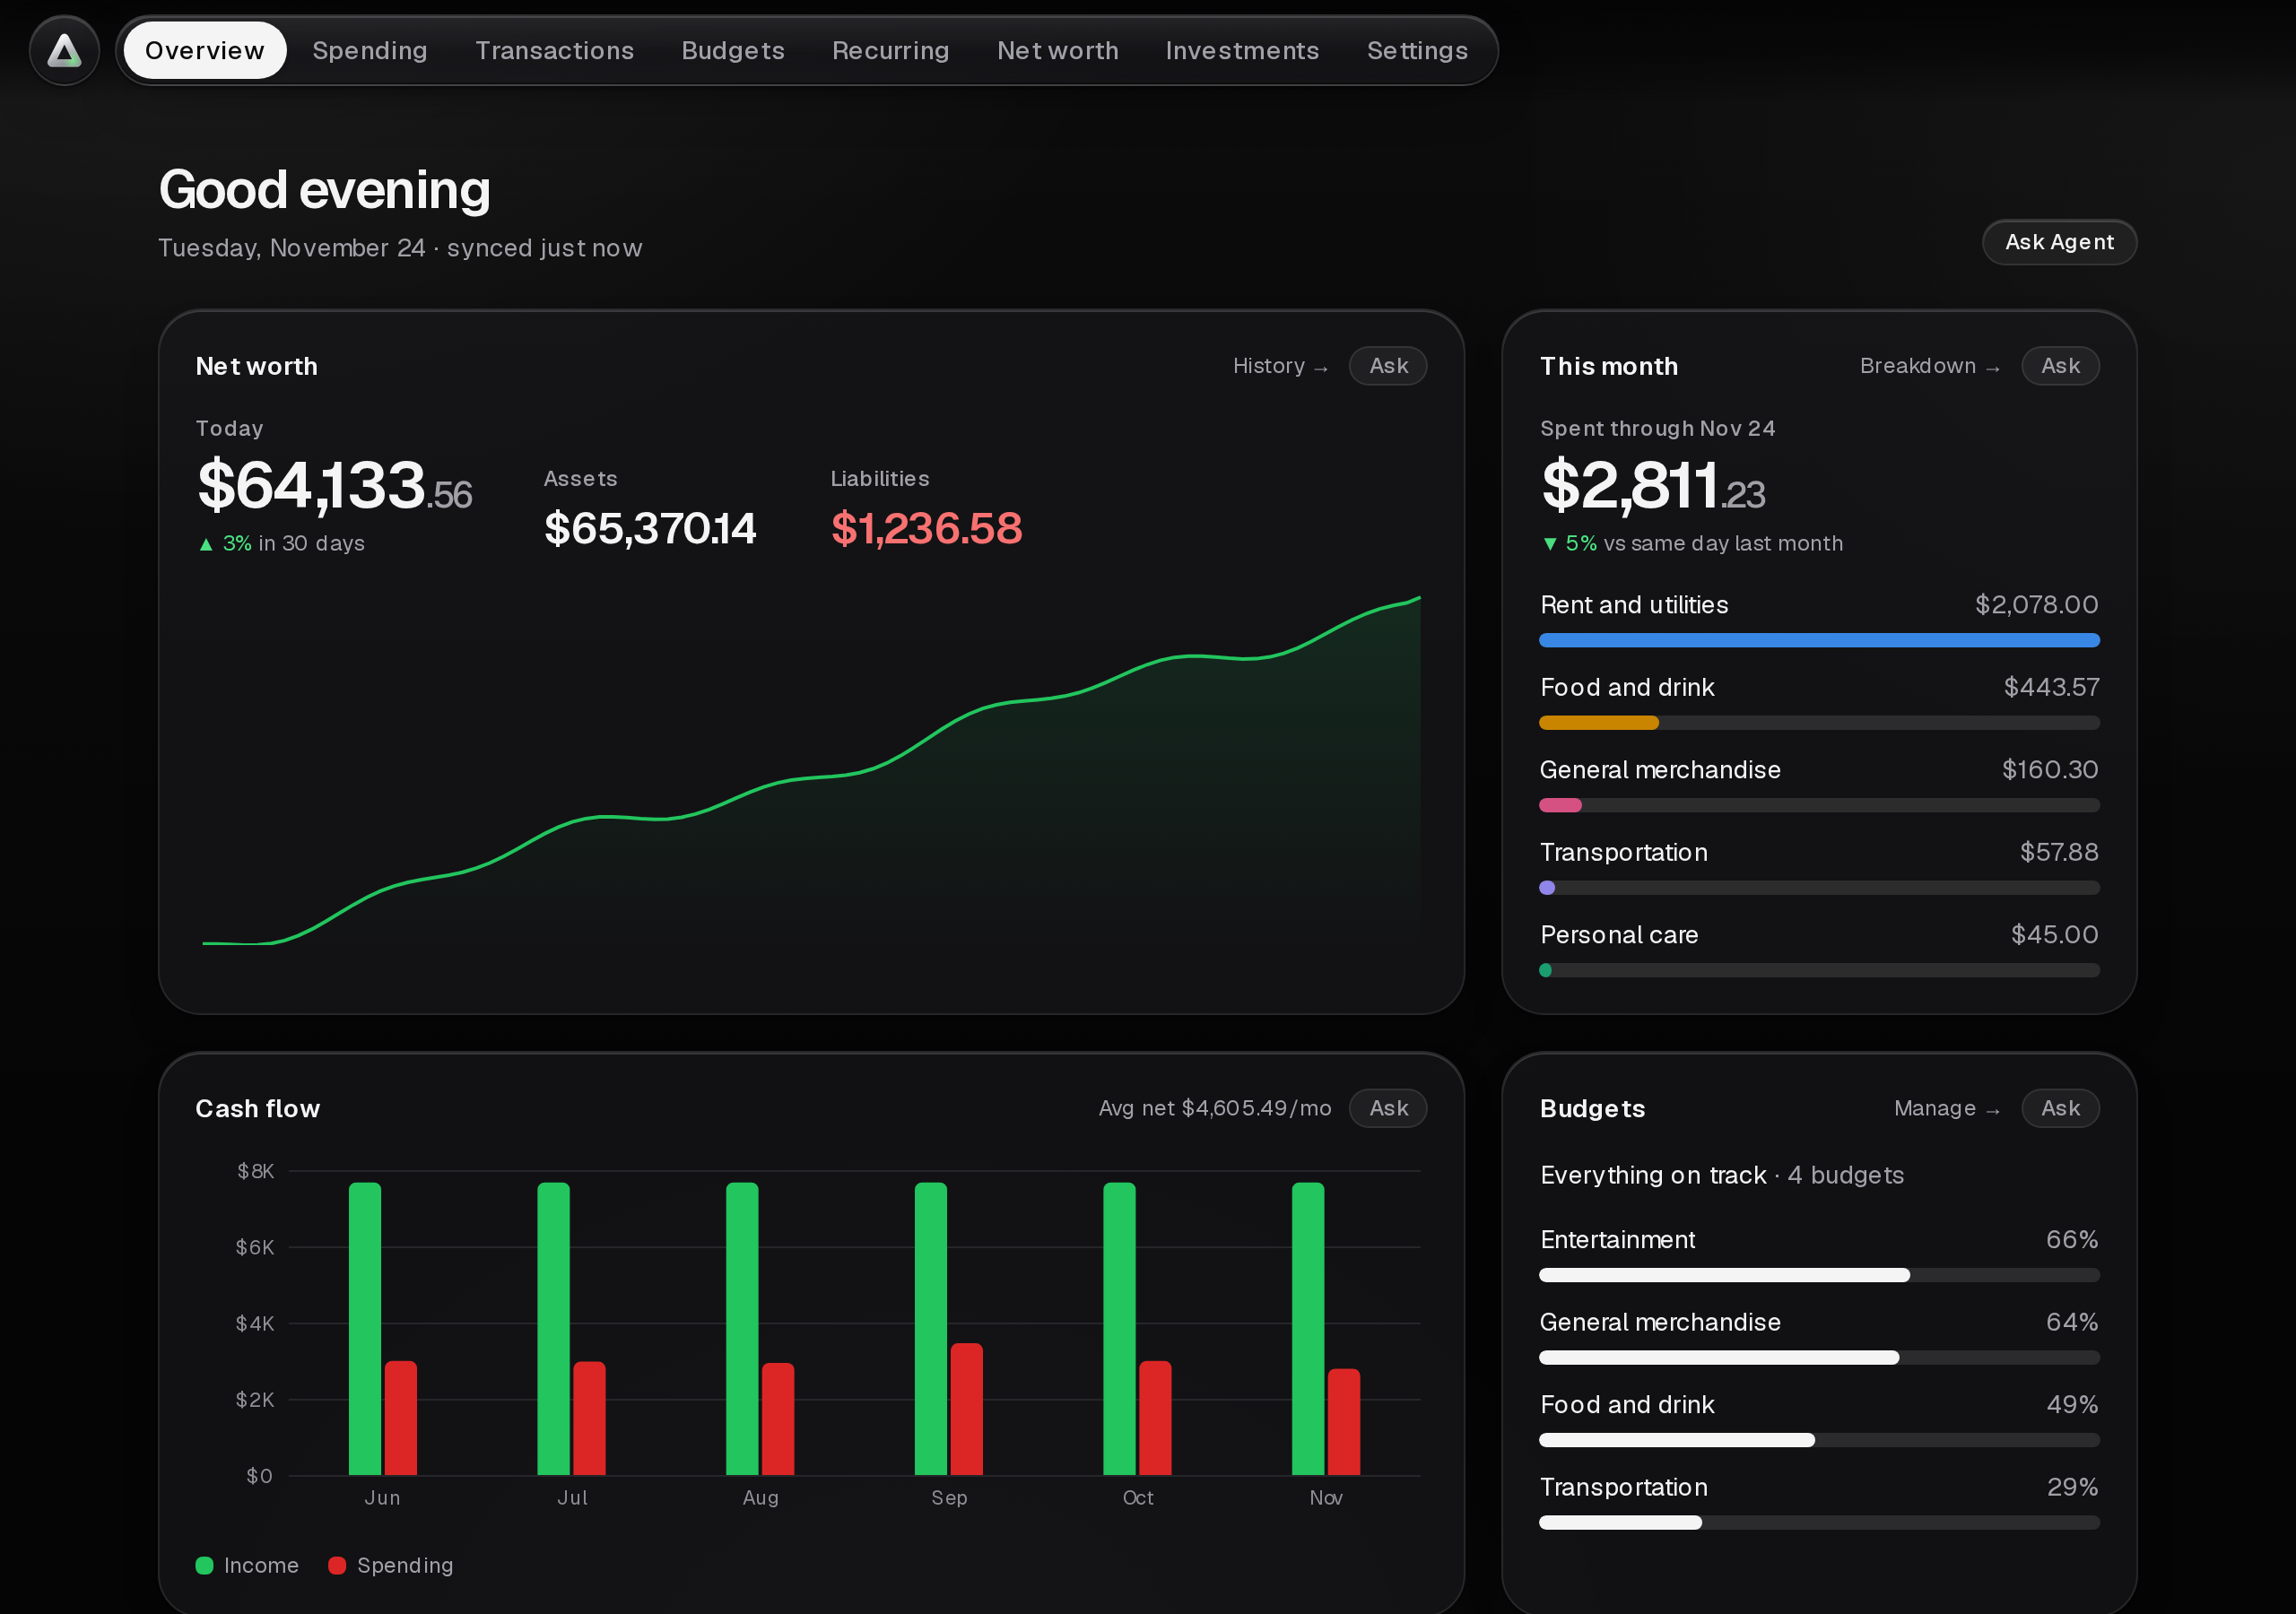 Overview Spending Transactions Budgets Recurring Net worth Investments Settings
Good evening
Tuesday, November 24 · synced just now
Ask Agent
Net worth
History →
Ask
Today
$64,133.56
▲ 3% in 30 days
Assets
$65,370.14
Liabilities
$1,236.58
This month
Breakdown →
Ask
Spent through Nov 24
$2,811.23
▼ 5% vs same day last month
Rent and utilities $2,078.00
Food and drink $443.57
General merchandise $160.30
Transportation $57.88
Personal care $45.00
Cash flow
Avg net $4,605.49/mo
Ask
$8K
$6K
$4K
$2K
$0
Jun Jul Aug Sep Oct Nov
Income Spending
Budgets
Manage →
Ask
Everything on track · 4 budgets
Entertainment 66%
General merchandise 64%
Food and drink 49%
Transportation 29%